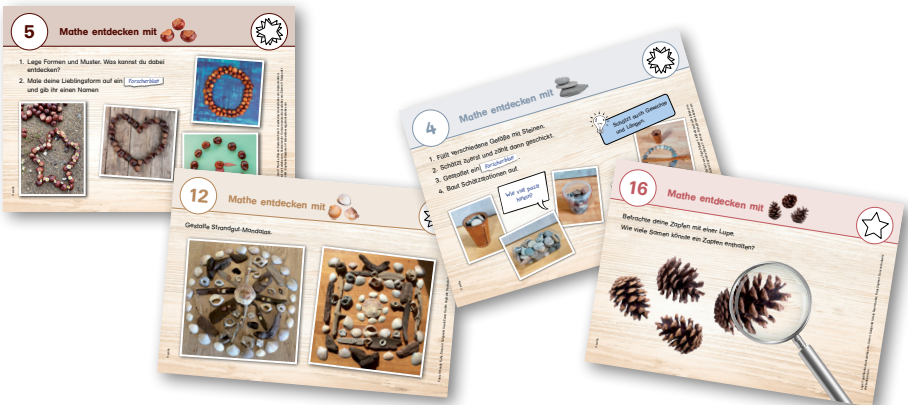 5
Mathe entdecken mit
1. Lege Formen und Muster. Was kannst du dabei
entdecken?
2. Male deine Lieblingsform auf ein Forscherblatt
und gib ihr einen Namen
4
Mathe entdecken mit
1. Füllt verschiedene Gefäße mit Steinen.
2. Schätzt zuerst und zählt dann geschickt.
3. Gestaltet ein Forscherblatt
4. Baut Schätzstationen auf.
Schätzt auch Gewichte
und Längen.
Wie viel passt
hinein?
12
Mathe entdecken mit
Gestalte Strandgut-Mandalas.
16
Mathe entdecken mit
Betrachte deine Zapfen mit einer Lupe.
Wie viele Samen könnte ein Zapfen enthalten?